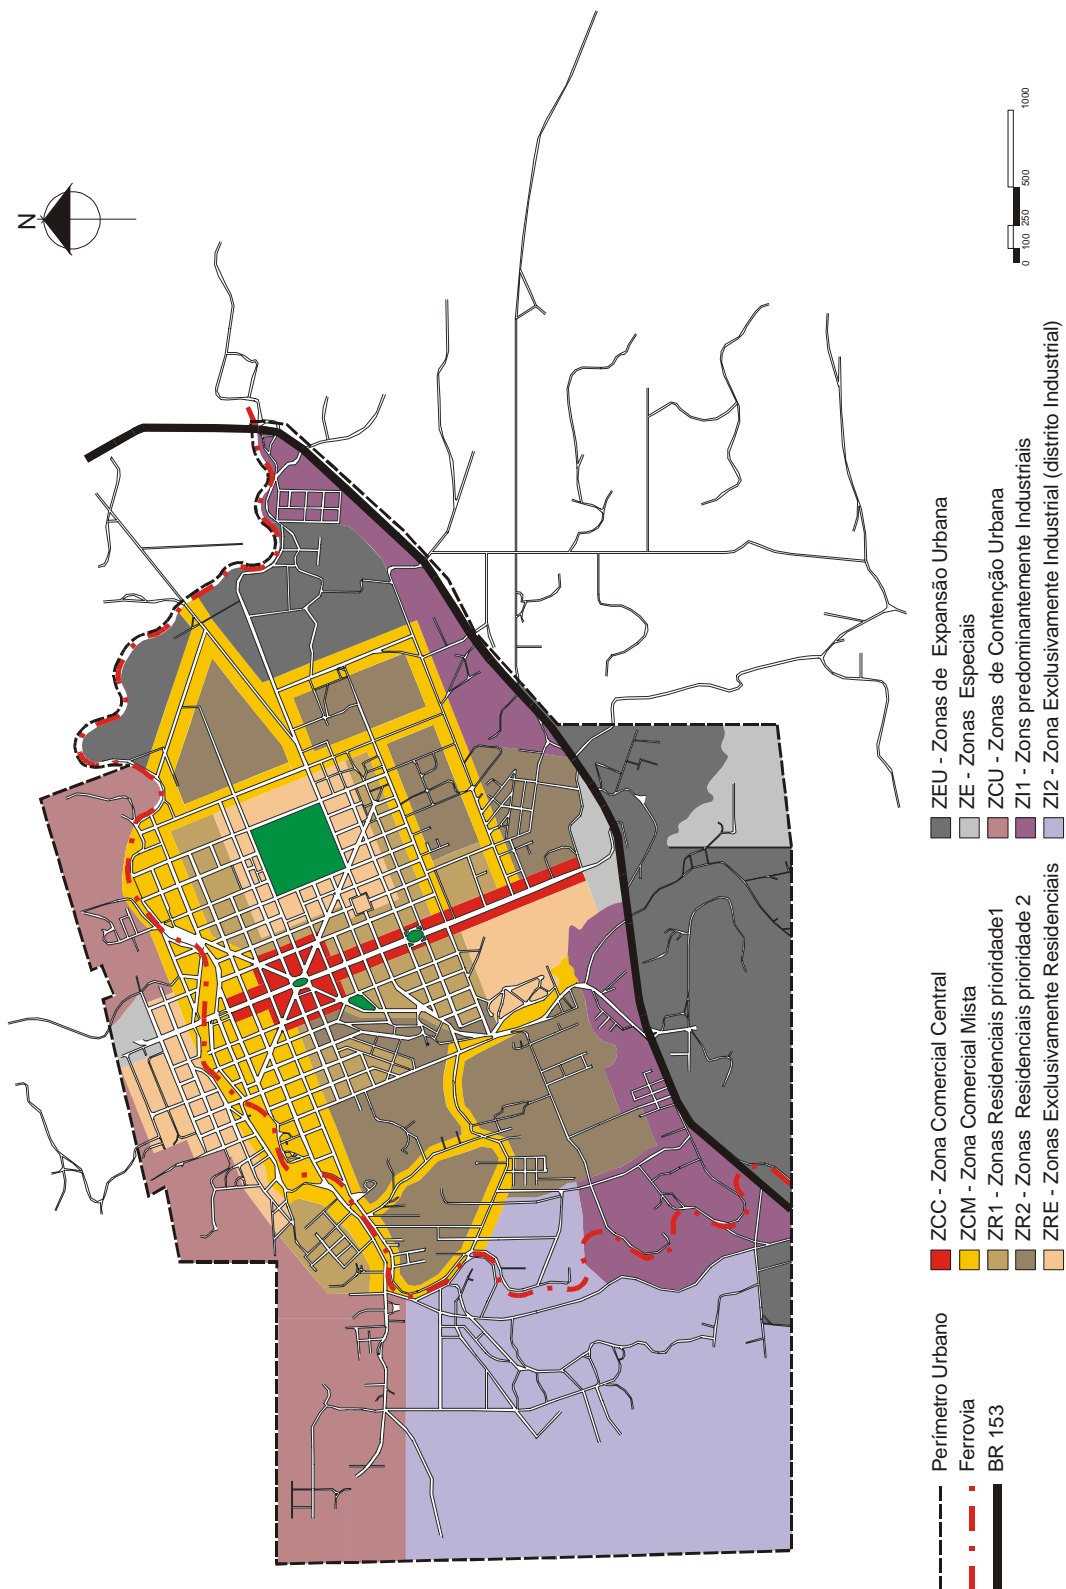 N
0 100 250 500 1000
Perímetro Urbano
Ferrovia
BR 153
ZCC - Zona Comercial Central
ZCM - Zona Comercial Mista
ZR1 - Zonas Residenciais prioridade1
ZR2 - Zonas Residenciais prioridade 2
ZRE - Zonas Exclusivamente Residenciais
ZEU - Zonas de Expansão Urbana
ZE - Zonas Especiais
ZCU - Zonas de Contenção Urbana
ZI1 - Zons predominantemente Industriais
ZI2 - Zona Exclusivamente Industrial (distrito Industrial)